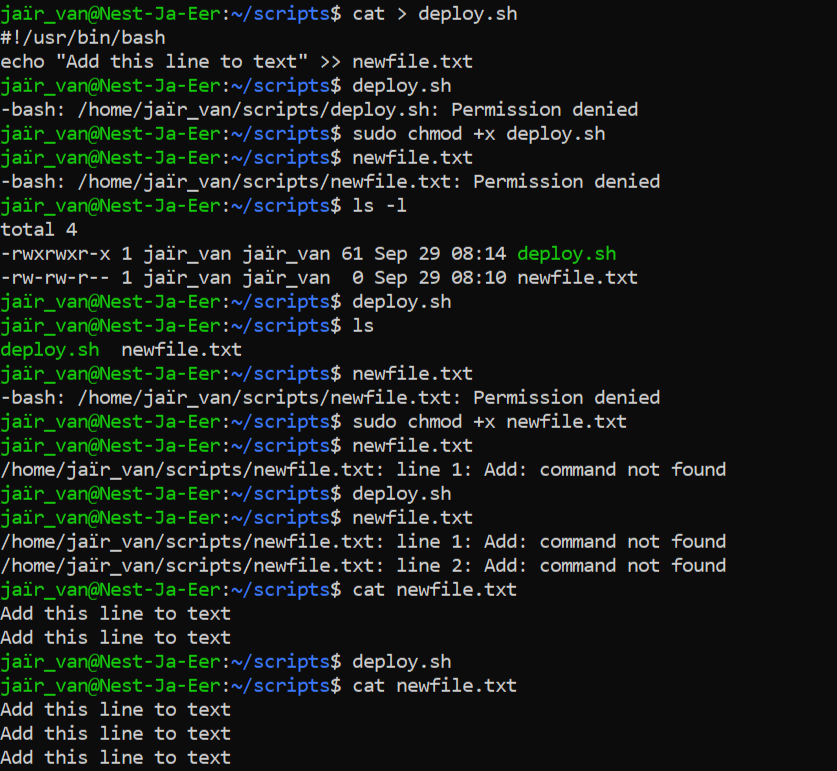 jaïr_van@Nest-Ja-Eer:~/scripts$ cat > deploy.sh
#!/usr/bin/bash
echo "Add this line to text" >> newfile.txt
jaïr_van@Nest-Ja-Eer:~/scripts$ deploy.sh
-bash: /home/jaïr_van/scripts/deploy.sh: Permission denied
jaïr_van@Nest-Ja-Eer:~/scripts$ sudo chmod +x deploy.sh
jaïr_van@Nest-Ja-Eer:~/scripts$ newfile.txt
-bash: /home/jaïr_van/scripts/newfile.txt: Permission denied
jaïr_van@Nest-Ja-Eer:~/scripts$ ls -l
total 4
-rwxrwxr-x 1 jaïr_van jaïr_van 61 Sep 29 08:14 deploy.sh
-rw-rw-r-- 1 jaïr_van jaïr_van  0 Sep 29 08:10 newfile.txt
jaïr_van@Nest-Ja-Eer:~/scripts$ deploy.sh
jaïr_van@Nest-Ja-Eer:~/scripts$ ls
deploy.sh  newfile.txt
jaïr_van@Nest-Ja-Eer:~/scripts$ newfile.txt
-bash: /home/jaïr_van/scripts/newfile.txt: Permission denied
jaïr_van@Nest-Ja-Eer:~/scripts$ sudo chmod +x newfile.txt
jaïr_van@Nest-Ja-Eer:~/scripts$ newfile.txt
/home/jaïr_van/scripts/newfile.txt: line 1: Add: command not found
jaïr_van@Nest-Ja-Eer:~/scripts$ deploy.sh
jaïr_van@Nest-Ja-Eer:~/scripts$ newfile.txt
/home/jaïr_van/scripts/newfile.txt: line 1: Add: command not found
/home/jaïr_van/scripts/newfile.txt: line 2: Add: command not found
jaïr_van@Nest-Ja-Eer:~/scripts$ cat newfile.txt
Add this line to text
Add this line to text
jaïr_van@Nest-Ja-Eer:~/scripts$ deploy.sh
jaïr_van@Nest-Ja-Eer:~/scripts$ cat newfile.txt
Add this line to text
Add this line to text
Add this line to text